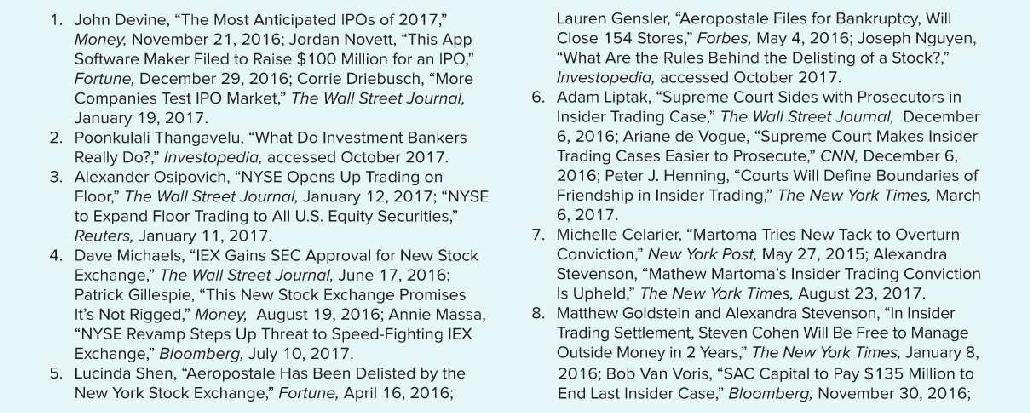 1. John Devine, “The Most Anticipated IPOs of 2017,”
Money, November 21, 2016; Jordan Novett, “This App
Software Maker Filed to Raise $100 Million for an IPO,”
Fortune, December 29, 2016; Corrie Driebusch, “More
Companies Test IPO Market,” The Wall Street Journal,
January 19, 2017.
2. Poonkulali Thangavelu, “What Do Investment Bankers
Really Do?,” Investopedia, accessed October 2017.
3. Alexander Osipovich, “NYSE Opens Up Trading on
Floor,” The Wall Street Journal, January 12, 2017; “NYSE
to Expand Floor Trading to All U.S. Equity Securities,”
Reuters, January 11, 2017.
4. Dave Michaels, “IEX Gains SEC Approval for New Stock
Exchange,” The Wall Street Journal, June 17, 2016;
Patrick Gillespie, “This New Stock Exchange Promises
It’s Not Rigged,” Money, August 19, 2016; Annie Massa,
“NYSE Revamp Steps Up Threat to Speed-Fighting IEX
Exchange,” Bloomberg, July 10, 2017.
5. Lucinda Shen, “Aeropostale Has Been Delisted by the
New York Stock Exchange,” Fortune, April 16, 2016;
Lauren Gensler, “Aeropostale Files for Bankruptcy, Will
Close 154 Stores,” Forbes, May 4, 2016; Joseph Nguyen,
“What Are the Rules Behind the Delisting of a Stock?,”
Investopedia, accessed October 2017.
6. Adam Liptak, “Supreme Court Sides with Prosecutors in
Insider Trading Case,” The Wall Street Journal, December
6, 2016; Ariane de Vogue, “Supreme Court Makes Insider
Trading Cases Easier to Prosecute,” CNN, December 6,
2016; Peter J. Henning, “Courts Will Define Boundaries of
Friendship in Insider Trading,” The New York Times, March
6, 2017.
7. Michelle Celarier, “Martoma Tries New Tack to Overturn
Conviction,” New York Post, May 27, 2015; Alexandra
Stevenson, “Mathew Martoma’s Insider Trading Conviction
Is Upheld,” The New York Times, August 23, 2017.
8. Matthew Goldstein and Alexandra Stevenson, “In Insider
Trading Settlement, Steven Cohen Will Be Free to Manage
Outside Money in 2 Years,” The New York Times, January 8,
2016; Bob Van Voris, “SAC Capital to Pay $135 Million to
End Last Insider Case,” Bloomberg, November 30, 2016;